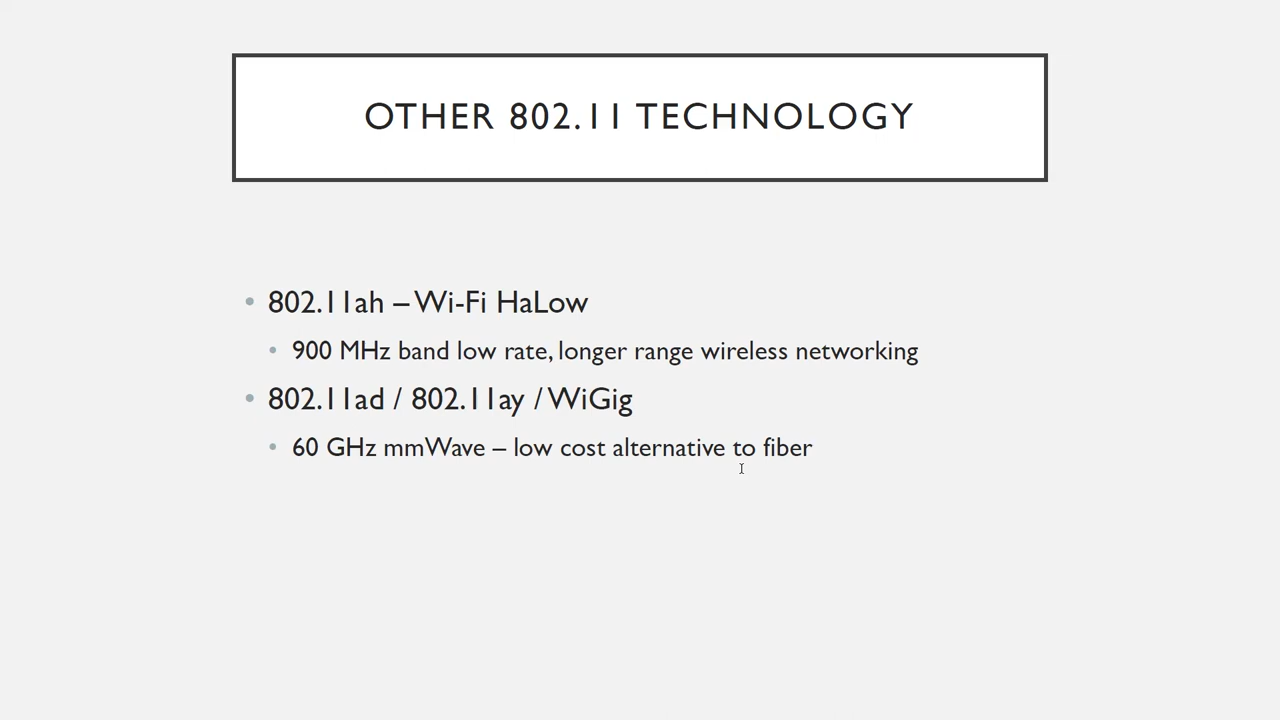 OTHER 802.11 TECHNOLOGY
• 802.11ah – Wi-Fi HaLow
• 900 MHz band low rate, longer range wireless networking
• 802.11ad / 802.11ay / WiGig
• 60 GHz mmWave – low cost alternative to fiber